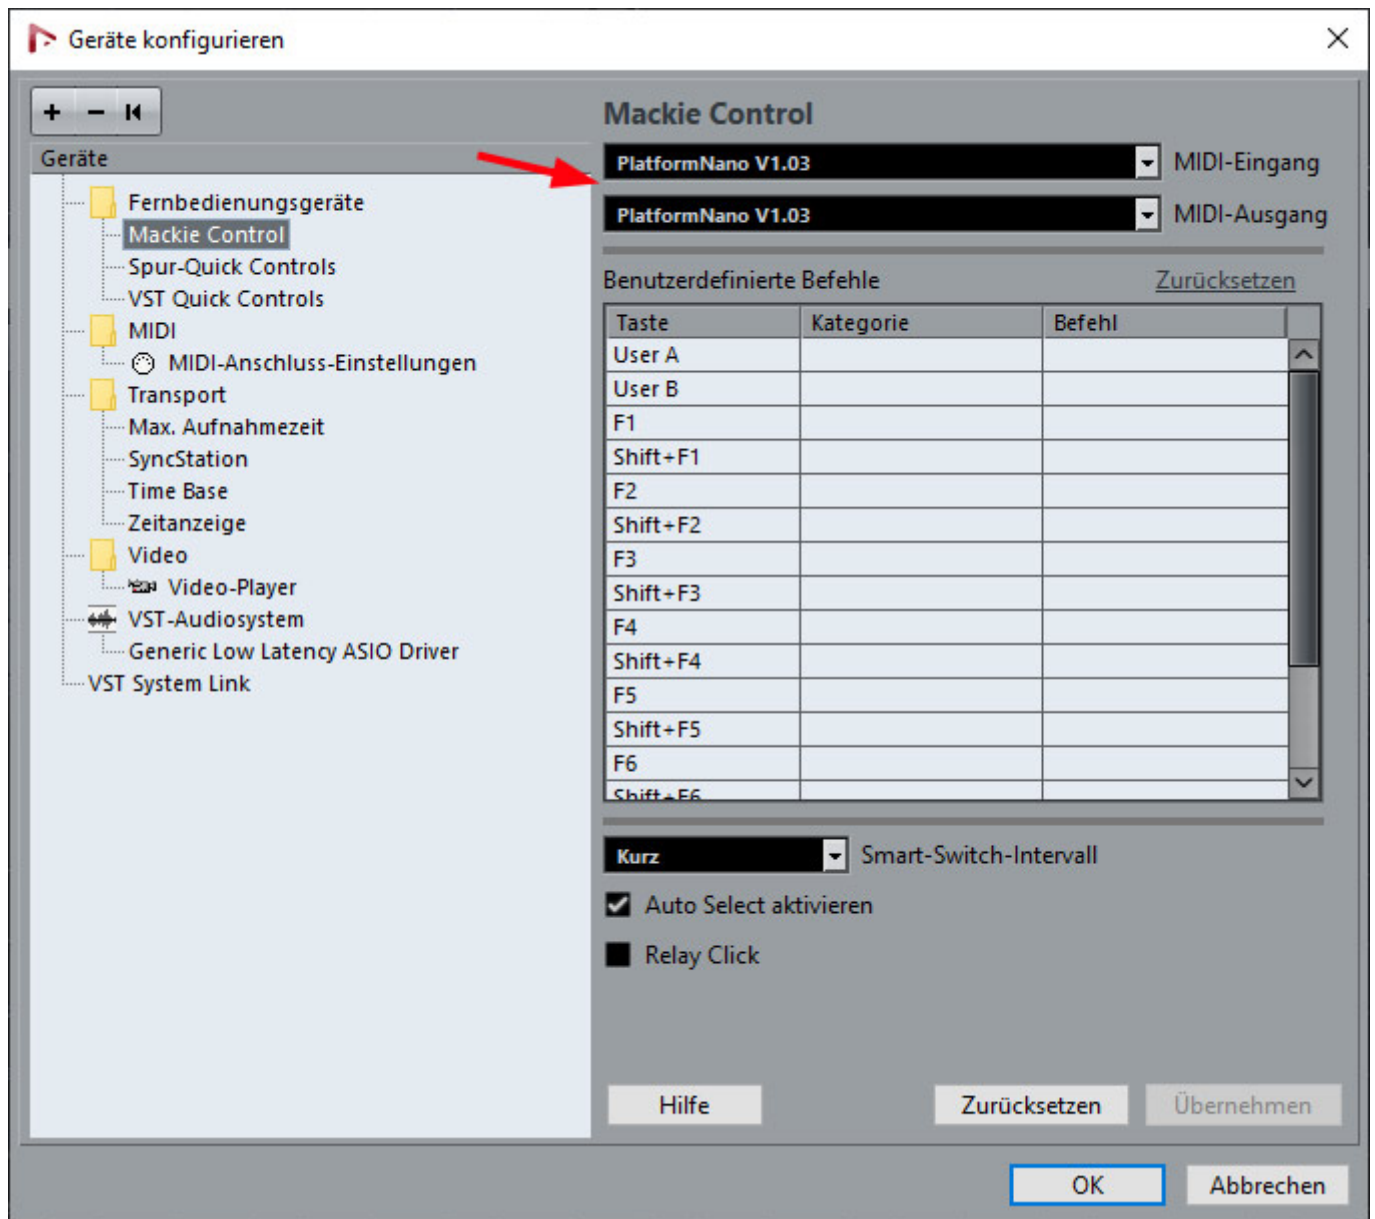 Geräte konfigurieren
Geräte
Fernbedienungsgeräte
Mackie Control
Spur-Quick Controls
VST Quick Controls
MIDI
MIDI-Anschluss-Einstellungen
Transport
Max. Aufnahmezeit
SyncStation
Time Base
Zeitanzeige
Video
Video-Player
VST-Audiosystem
Generic Low Latency ASIO Driver
VST System Link
Mackie Control
PlatformNano V1.03 MIDI-Eingang
PlatformNano V1.03 MIDI-Ausgang
Benutzerdefinierte Befehle Zurücksetzen
Taste Kategorie Befehl
User A
User B
F1
Shift+F1
F2
Shift+F2
F3
Shift+F3
F4
Shift+F4
F5
Shift+F5
F6
Shift+F6
Kurz Smart-Switch-Intervall
Auto Select aktivieren
Relay Click
Hilfe Zurücksetzen Übernehmen
OK Abbrechen